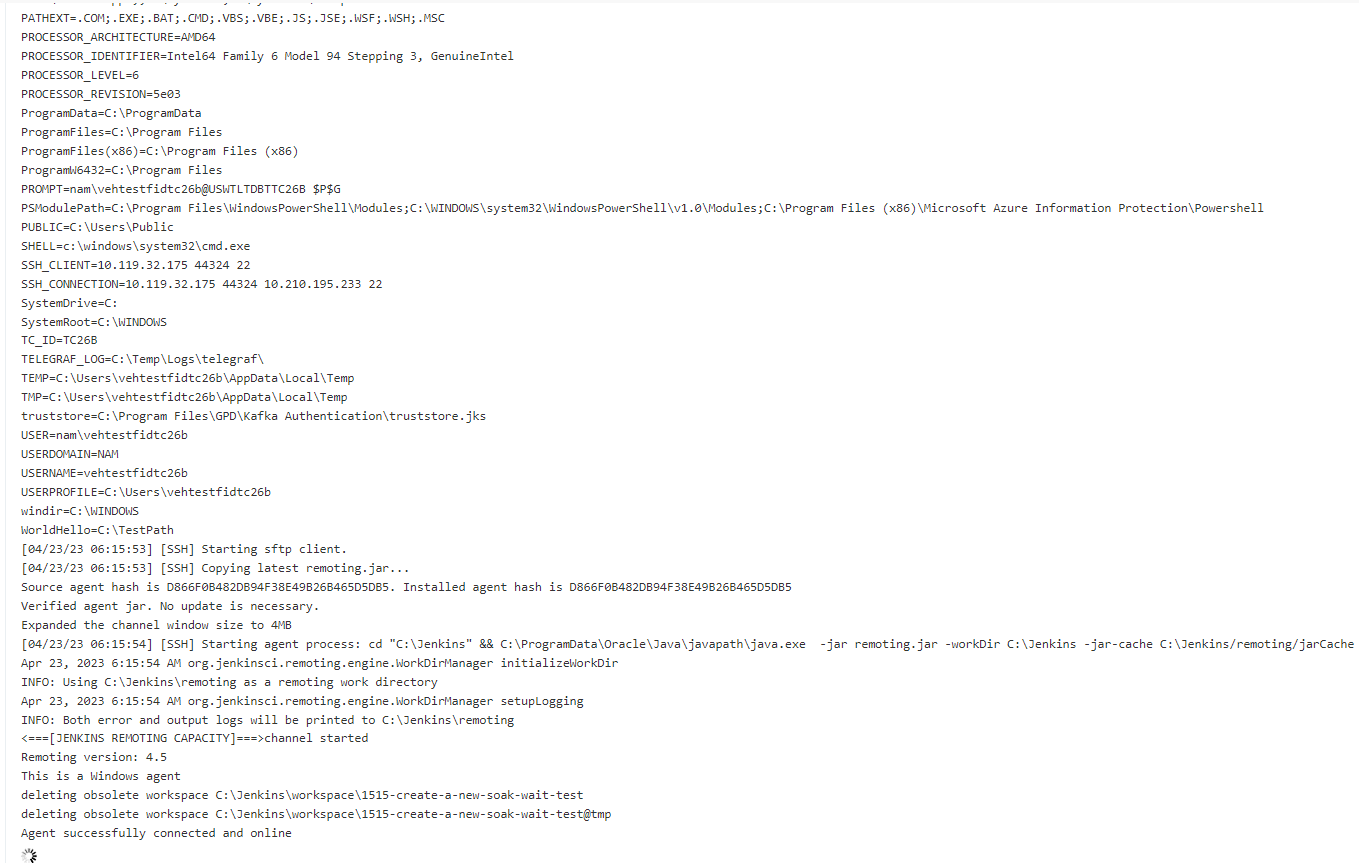 PATHEXT=.COM;.EXE;.BAT;.CMD;.VBS;.VBE;.JS;.JSE;.WSF;.WSH;.MSC
PROCESSOR_ARCHITECTURE=AMD64
PROCESSOR_IDENTIFIER=Intel64 Family 6 Model 94 Stepping 3, GenuineIntel
PROCESSOR_LEVEL=6
PROCESSOR_REVISION=5e03
ProgramData=C:\ProgramData
ProgramFiles=C:\Program Files
ProgramFiles(x86)=C:\Program Files (x86)
ProgramW6432=C:\Program Files
PROMPT=nam\vehtestfidtc26b@USWTLTDBTTC26B $P$G
PSModulePath=C:\Program Files\WindowsPowerShell\Modules;C:\WINDOWS\system32\WindowsPowerShell\v1.0\Modules;C:\Program Files (x86)\Microsoft Azure Information Protection\Powershell
PUBLIC=C:\Users\Public
SHELL=c:\windows\system32\cmd.exe
SSH_CLIENT=10.119.32.175 44324 22
SSH_CONNECTION=10.119.32.175 44324 10.210.195.233 22
SystemDrive=C:
SystemRoot=C:\WINDOWS
TC_ID=TC26B
TELEGRAF_LOG=C:\Temp\Logs\telegraf\
TEMP=C:\Users\vehtestfidtc26b\AppData\Local\Temp
TMP=C:\Users\vehtestfidtc26b\AppData\Local\Temp
truststore=C:\Program Files\GPD\Kafka Authentication\truststore.jks
USER=nam\vehtestfidtc26b
USERDOMAIN=NAM
USERNAME=vehtestfidtc26b
USERPROFILE=C:\Users\vehtestfidtc26b
windir=C:\WINDOWS
WorldHello=C:\TestPath
[04/23/23 06:15:53] [SSH] Starting sftp client.
[04/23/23 06:15:53] [SSH] Copying latest remoting.jar...
Source agent hash is D866F0B482DB94F38E49B26B465D5DB5. Installed agent hash is D866F0B482DB94F38E49B26B465D5DB5
Verified agent jar. No update is necessary.
Expanded the channel window size to 4MB
[04/23/23 06:15:54] [SSH] Starting agent process: cd "C:\Jenkins" && C:\ProgramData\Oracle\Java\javapath\java.exe  -jar remoting.jar -workDir C:\Jenkins -jar-cache C:\Jenkins/remoting/jarCache
Apr 23, 2023 6:15:54 AM org.jenkinsci.remoting.engine.WorkDirManager initializeWorkDir
INFO: Using C:\Jenkins\remoting as a remoting work directory
Apr 23, 2023 6:15:54 AM org.jenkinsci.remoting.engine.WorkDirManager setupLogging
INFO: Both error and output logs will be printed to C:\Jenkins\remoting
<===[JENKINS REMOTING CAPACITY]===>channel started
Remoting version: 4.5
This is a Windows agent
deleting obsolete workspace C:\Jenkins\workspace\1515-create-a-new-soak-wait-test
deleting obsolete workspace C:\Jenkins\workspace\1515-create-a-new-soak-wait-test@tmp
Agent successfully connected and online